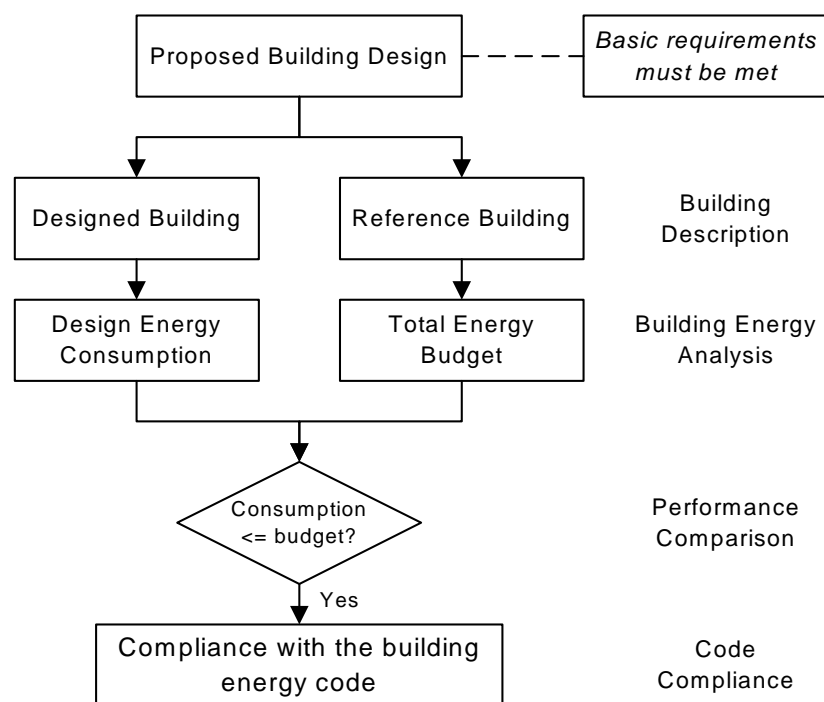 Proposed Building Design
Basic requirements
must be met
Designed Building
Reference Building
Building
Description
Design Energy
Consumption
Total Energy
Budget
Building Energy
Analysis
Consumption
<= budget?
Performance
Comparison
Yes
Compliance with the building
energy code
Code
Compliance